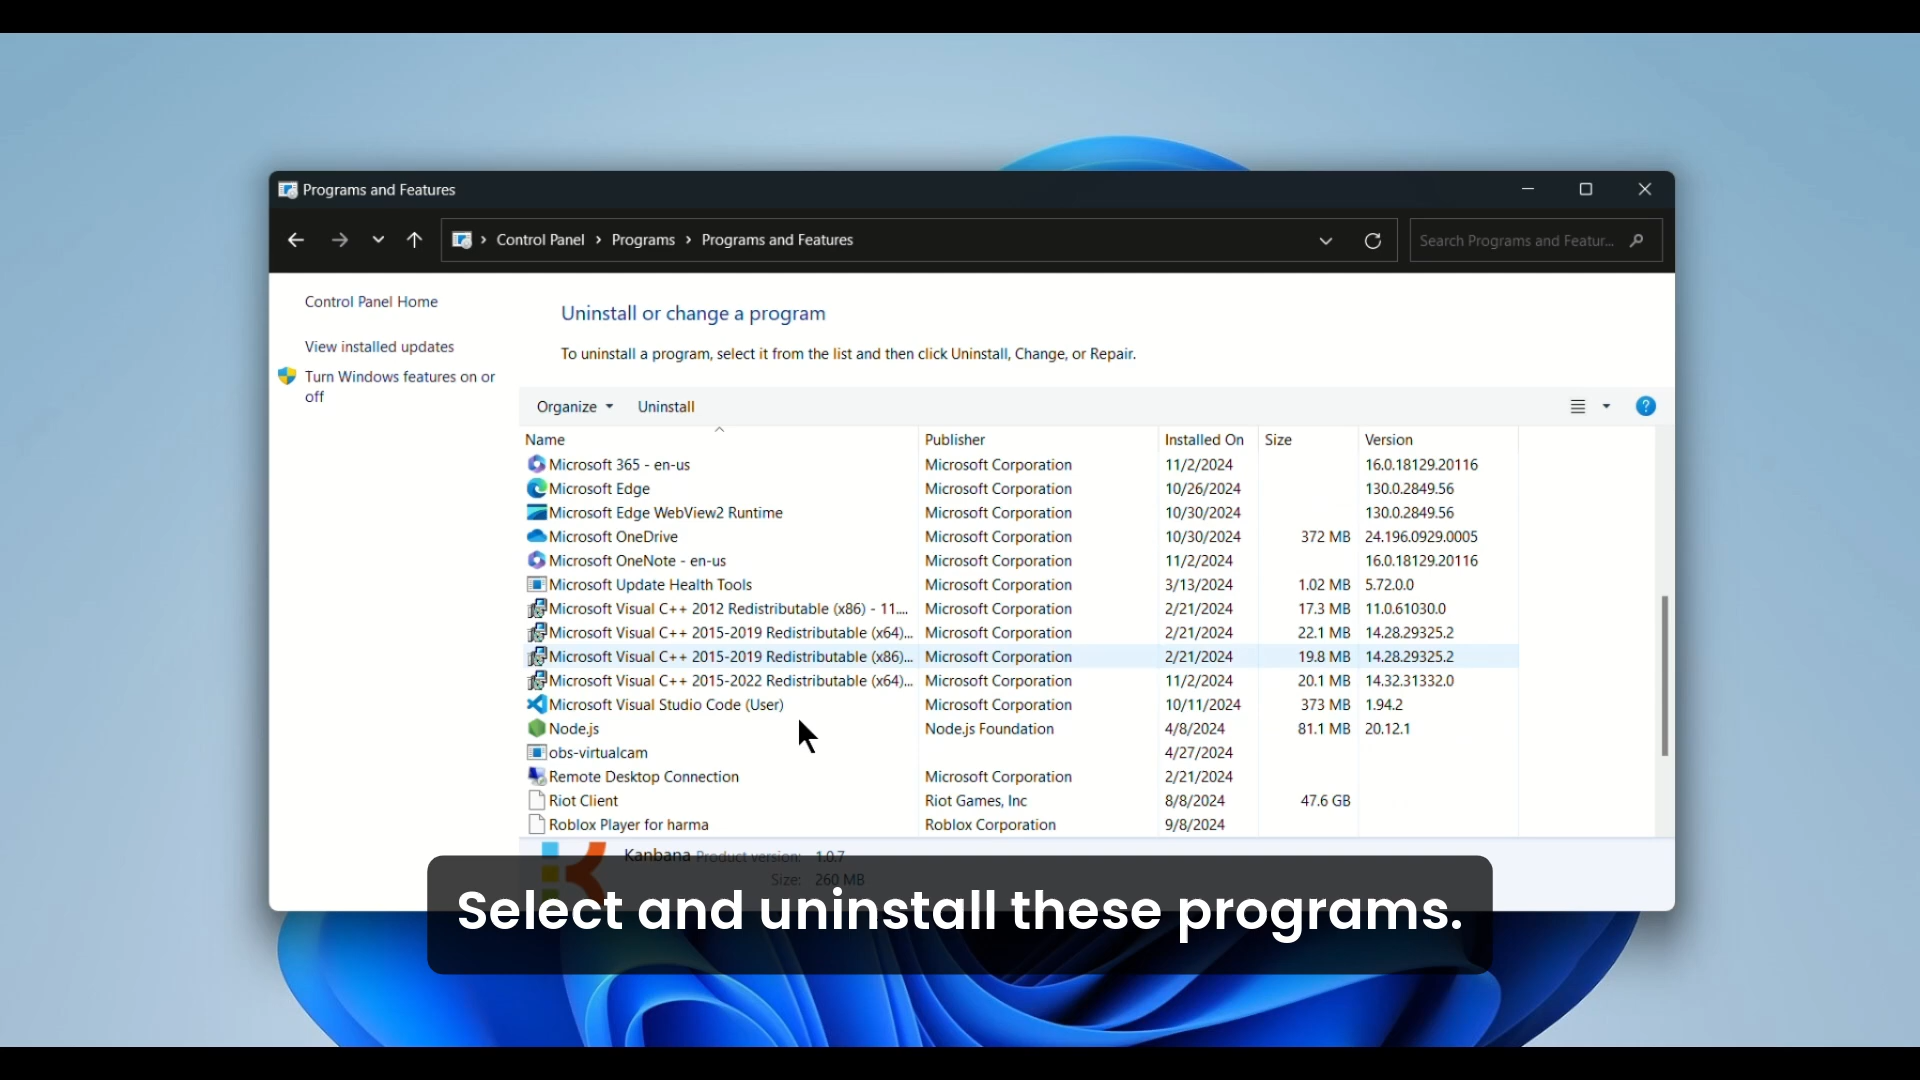 Programs and Features
Control Panel > Programs > Programs and Features
Search Programs and Featur...
Control Panel Home
View installed updates
Turn Windows features on or
off
Uninstall or change a program
To uninstall a program, select it from the list and then click Uninstall, Change, or Repair.
Organize Uninstall
Name Publisher Installed On Size Version
Microsoft 365 - en-us Microsoft Corporation 11/2/2024 16.0.18129.20116
Microsoft Edge Microsoft Corporation 10/26/2024 130.0.2849.56
Microsoft Edge WebView2 Runtime Microsoft Corporation 10/30/2024 130.0.2849.56
Microsoft OneDrive Microsoft Corporation 10/30/2024 372 MB 24.196.0929.0005
Microsoft OneNote - en-us Microsoft Corporation 11/2/2024 16.0.18129.20116
Microsoft Update Health Tools Microsoft Corporation 3/13/2024 1.02 MB 5.72.0.0
Microsoft Visual C++ 2012 Redistributable (x86) - 11.... Microsoft Corporation 2/21/2024 17.3 MB 11.0.61030.0
Microsoft Visual C++ 2015-2019 Redistributable (x64)... Microsoft Corporation 2/21/2024 22.1 MB 14.28.29325.2
Microsoft Visual C++ 2015-2019 Redistributable (x86)... Microsoft Corporation 2/21/2024 19.8 MB 14.28.29325.2
Microsoft Visual C++ 2015-2022 Redistributable (x64)... Microsoft Corporation 11/2/2024 20.1 MB 14.32.31332.0
Microsoft Visual Studio Code (User) Microsoft Corporation 10/11/2024 373 MB 1.94.2
Node.js Node.js Foundation 4/8/2024 81.1 MB 20.12.1
obs-virtualcam 4/27/2024
Remote Desktop Connection Microsoft Corporation 2/21/2024
Riot Client Riot Games, Inc 8/8/2024 47.6 GB
Roblox Player for harma Roblox Corporation 9/8/2024
Kanbana Product version: 1.0.7
Size: 260 MB
Select and uninstall these programs.